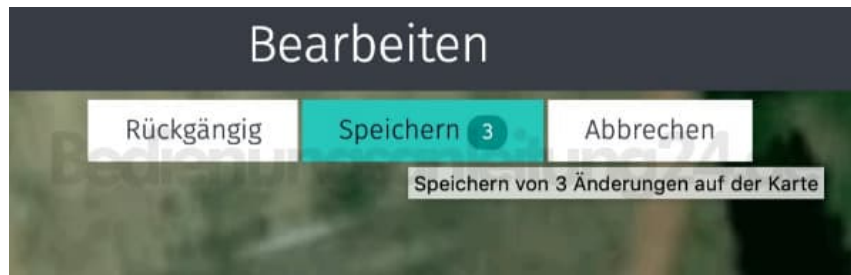 Bearbeiten
Rückgängig Speichern 3 Abbrechen
Speichern von 3 Änderungen auf der Karte